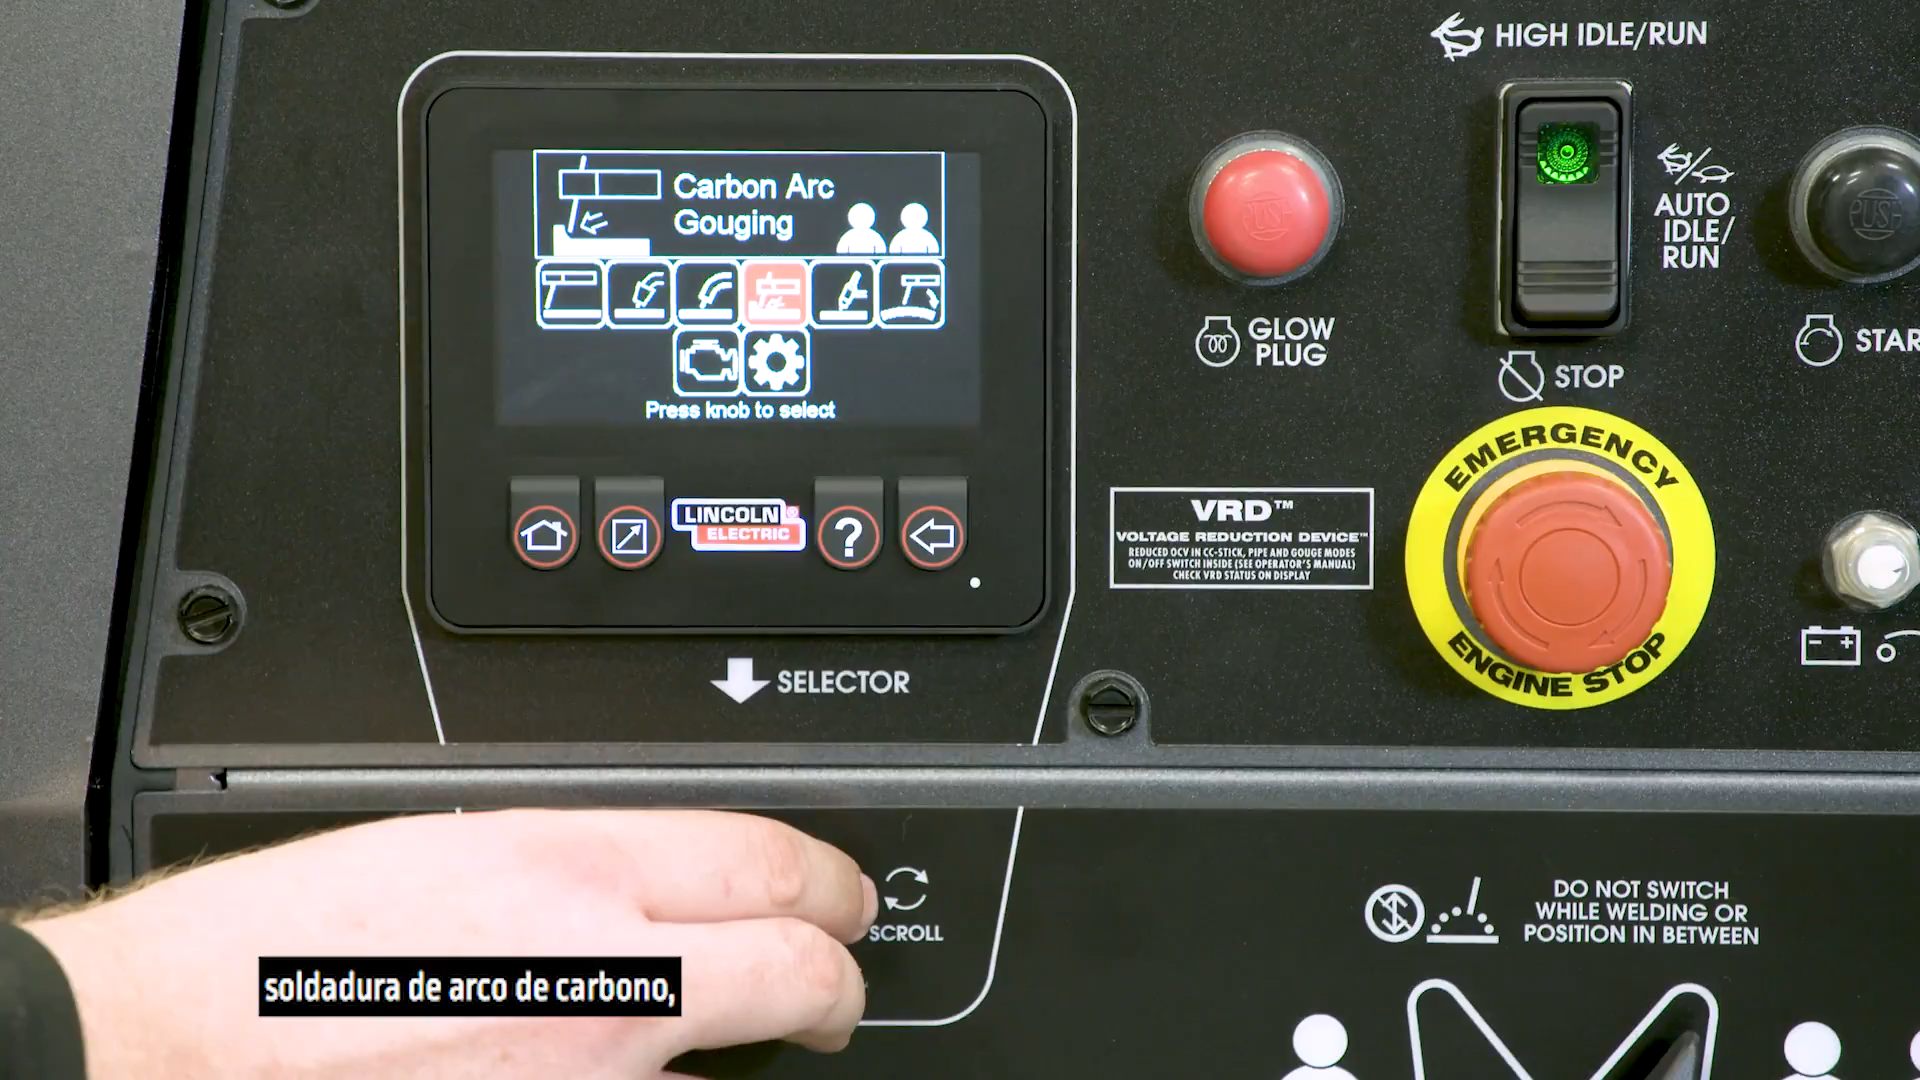 HIGH IDLE/RUN
Carbon Arc
Gouging
Press knob to select
LINCOLN®
ELECTRIC
?
SELECTOR
PUSH
GLOW
PLUG
AUTO
IDLE/
RUN
STOP
PUSH
STAR
VRD™
VOLTAGE REDUCTION DEVICE™
REDUCED OCV IN CC-STICK, PIPE AND GOUGE MODES
ON/OFF SWITCH INSIDE (SEE OPERATOR'S MANUAL)
CHECK VRD STATUS ON DISPLAY
EMERGENCY
ENGINE STOP
SCROLL
DO NOT SWITCH
WHILE WELDING OR
POSITION IN BETWEEN
soldadura de arco de carbono,